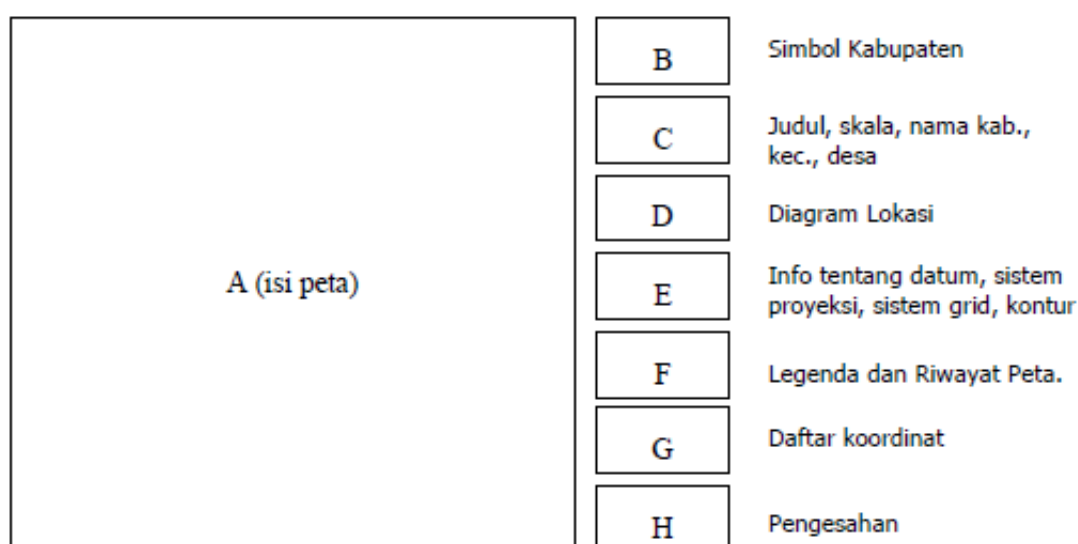 A (isi peta)
B
Simbol Kabupaten
C
Judul, skala, nama kab.,
kec., desa
D
Diagram Lokasi
E
Info tentang datum, sistem
proyeksi, sistem grid, kontur
F
Legenda dan Riwayat Peta.
G
Daftar koordinat
H
Pengesahan